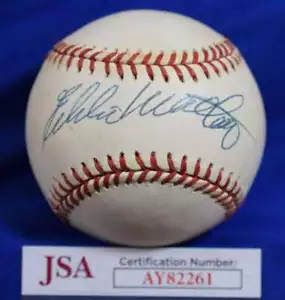 Eddie Mathews
JSA
Certification Number:
AY82261